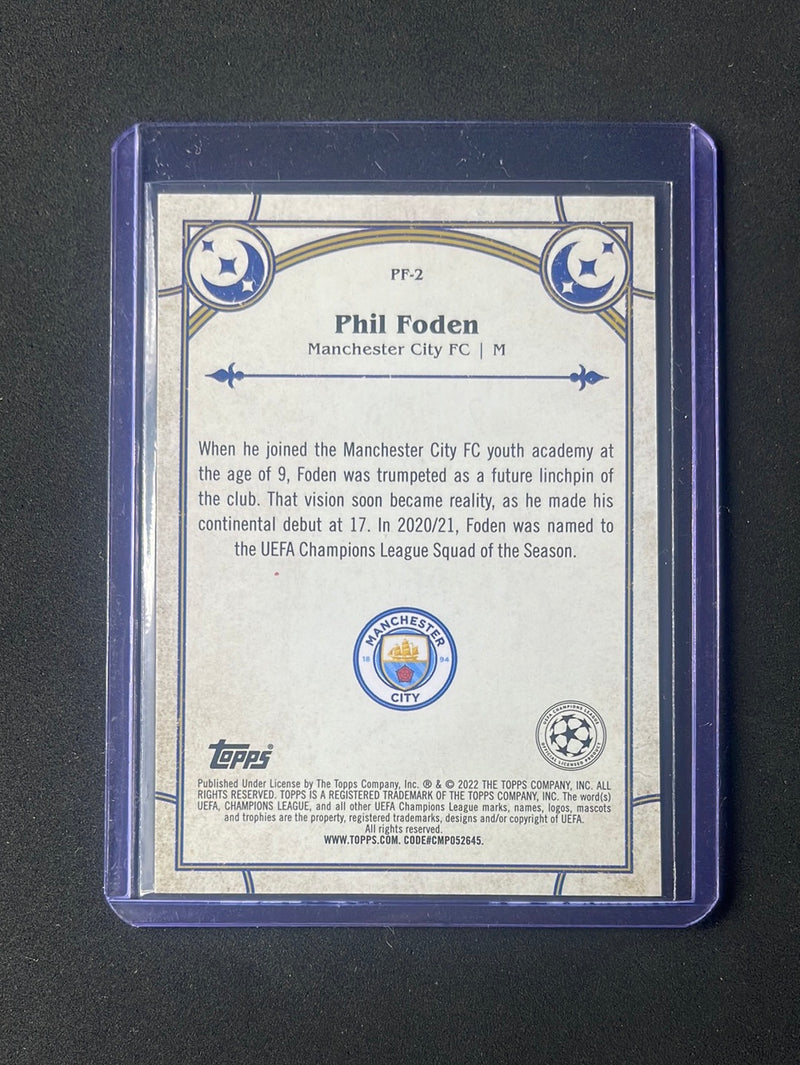 PF-2
Phil Foden
Manchester City FC | M
When he joined the Manchester City FC youth academy at
the age of 9, Foden was trumpeted as a future linchpin of
the club. That vision soon became reality, as he made his
continental debut at 17. In 2020/21, Foden was named to
the UEFA Champions League Squad of the Season.
MANCHESTER
18 94
CITY
UEFA CHAMPIONS LEAGUE
OFFICIAL LICENSED PRODUCT
topps®
Published Under License by The Topps Company, Inc. ® & © 2022 THE TOPPS COMPANY, INC. ALL
RIGHTS RESERVED. TOPPS IS A REGISTERED TRADEMARK OF THE TOPPS COMPANY, INC. The word(s)
UEFA, CHAMPIONS LEAGUE, and all other UEFA Champions League marks, names, logos, mascots
and trophies are the property, registered trademarks, designs and/or copyright of UEFA.
All rights reserved.
WWW.TOPPS.COM. CODE#CMP052645.